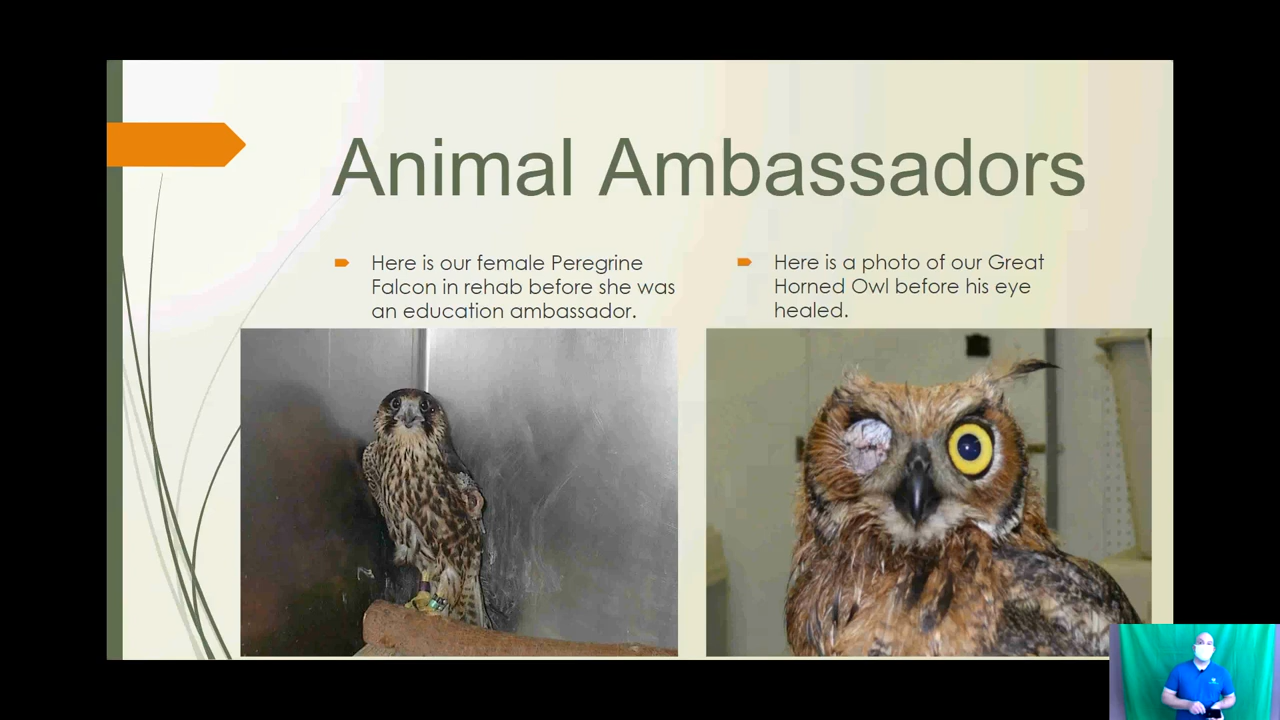 Animal Ambassadors
Here is our female Peregrine
Falcon in rehab before she was
an education ambassador.
Here is a photo of our Great
Horned Owl before his eye
healed.